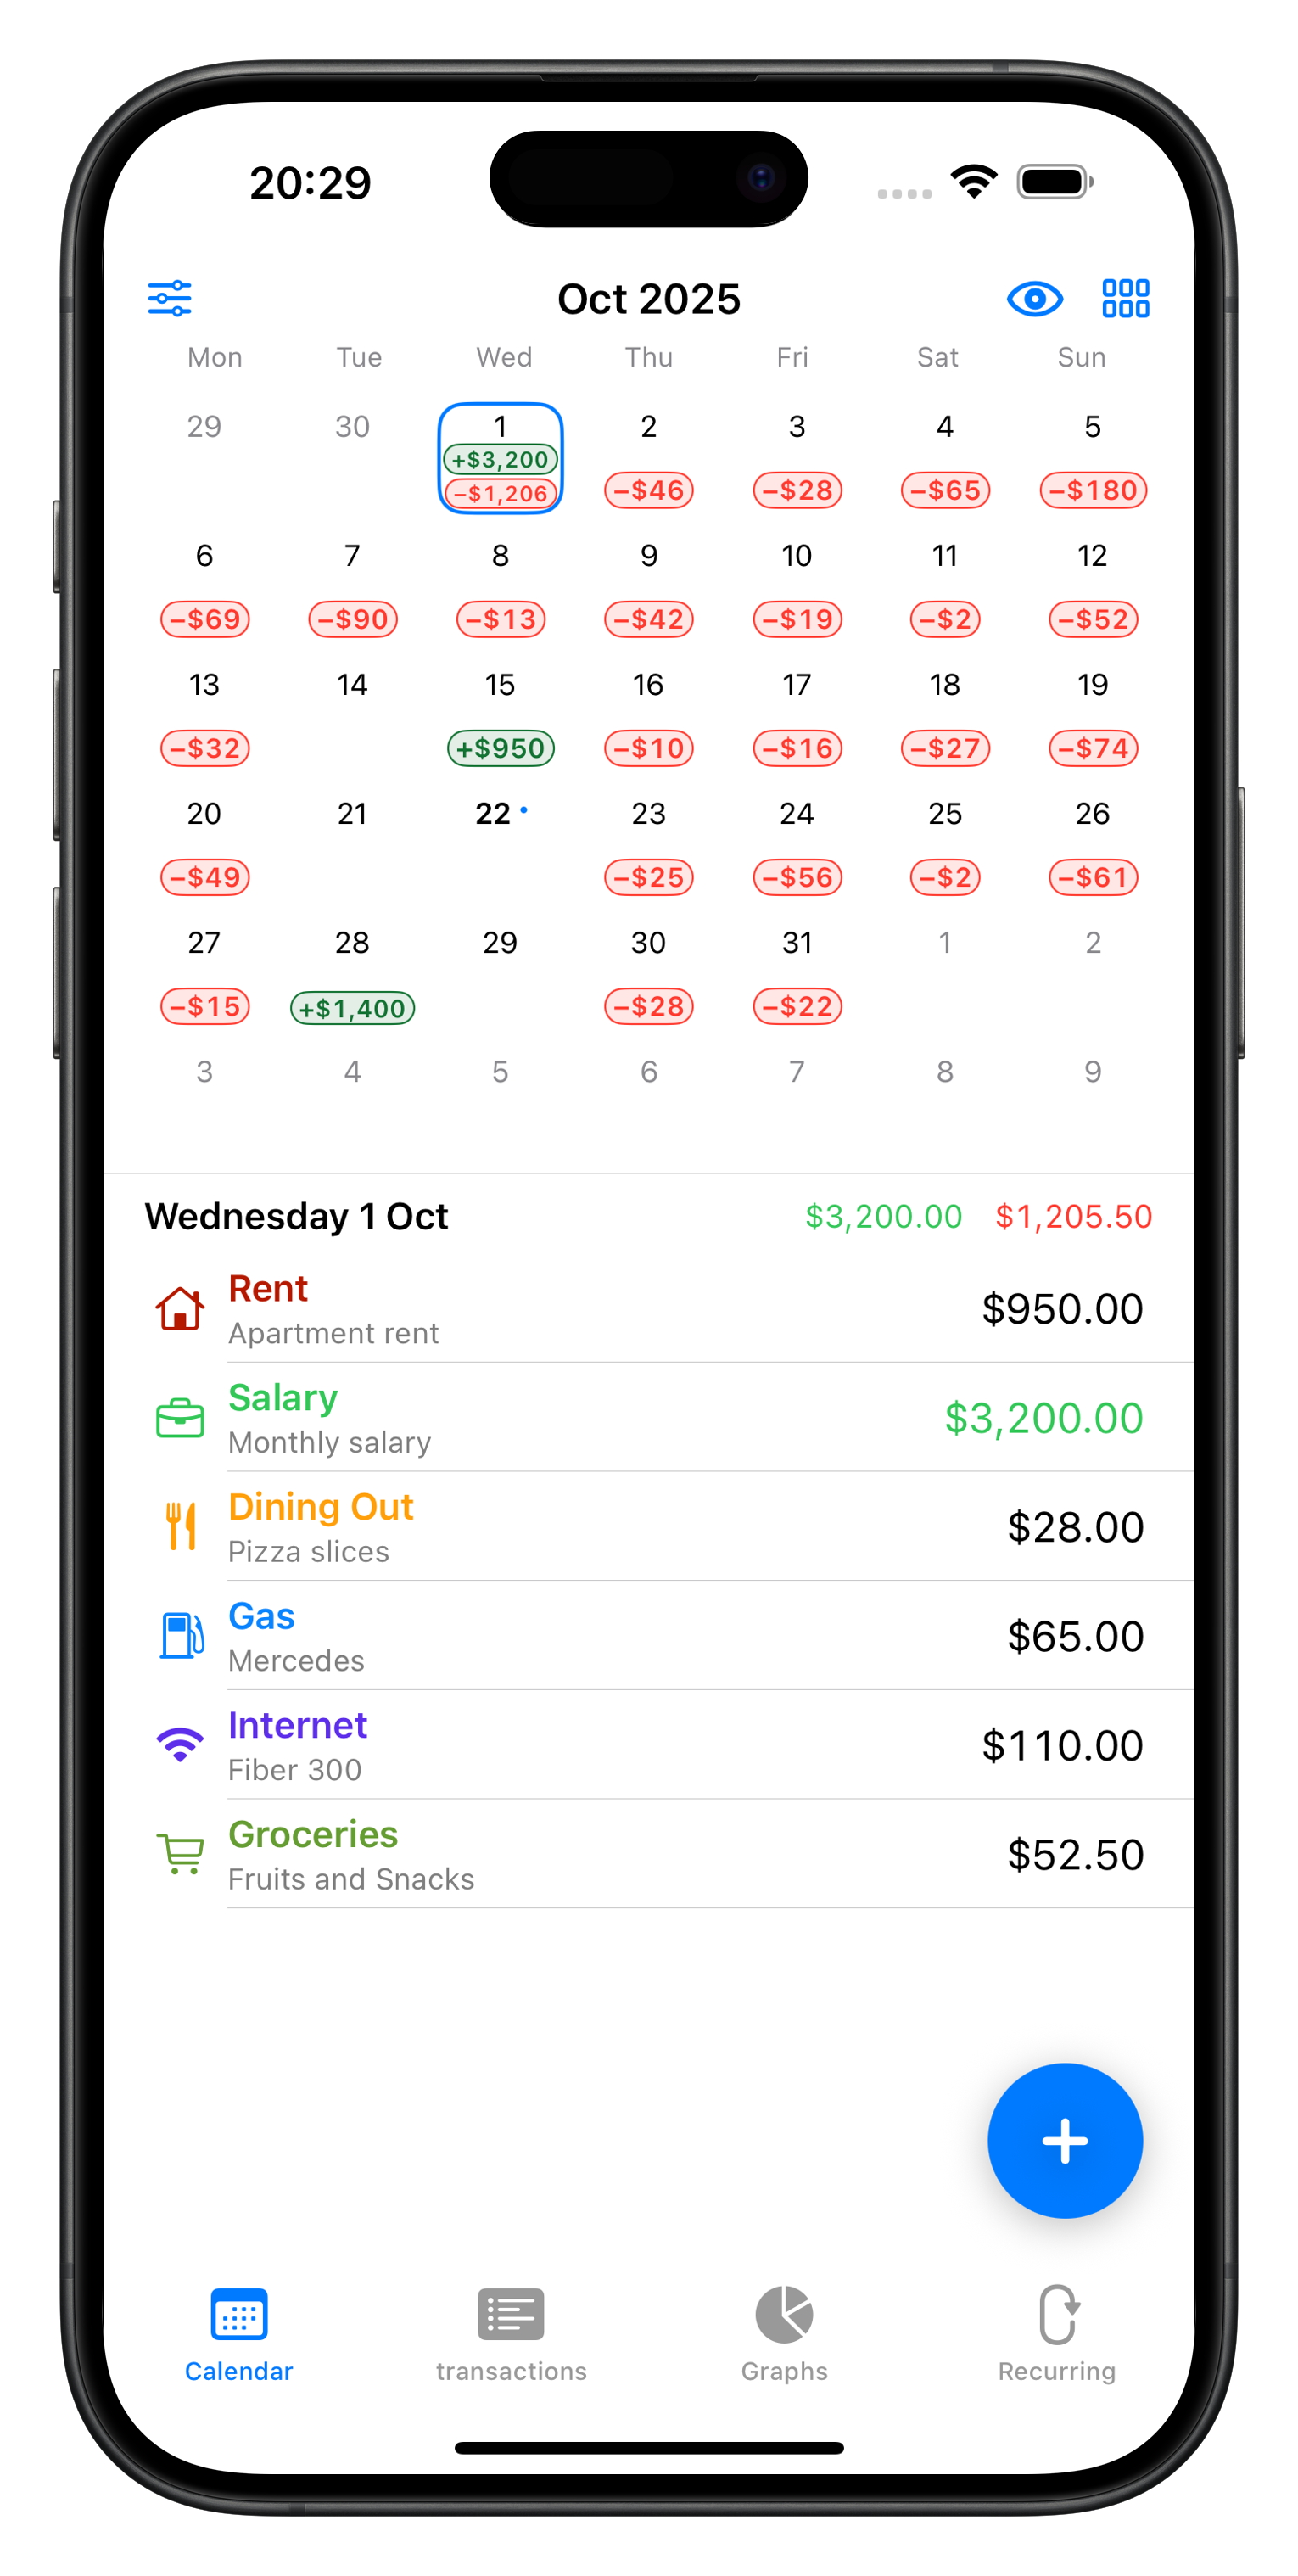 20:29
Oct 2025
Mon Tue Wed Thu Fri Sat Sun
29 30 1 2 3 4 5
+$3,200
−$1,206 −$46 −$28 −$65 −$180
6 7 8 9 10 11 12
−$69 −$90 −$13 −$42 −$19 −$2 −$52
13 14 15 16 17 18 19
−$32 +$950 −$10 −$16 −$27 −$74
20 21 22 23 24 25 26
−$49 −$25 −$56 −$2 −$61
27 28 29 30 31 1 2
−$15 +$1,400 −$28 −$22
3 4 5 6 7 8 9
Wednesday 1 Oct $3,200.00 $1,205.50
Rent
Apartment rent
$950.00
Salary
Monthly salary
$3,200.00
Dining Out
Pizza slices
$28.00
Gas
Mercedes
$65.00
Internet
Fiber 300
$110.00
Groceries
Fruits and Snacks
$52.50
Calendar transactions Graphs Recurring